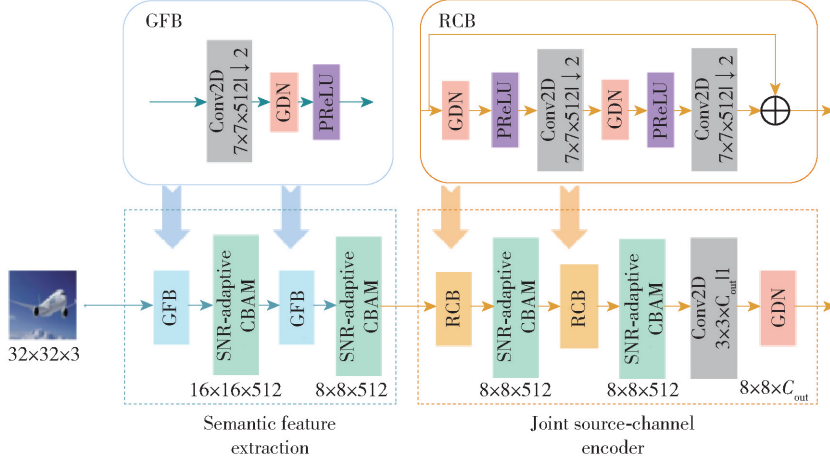 GFB
Conv2D
7×7×512|↓2
GDN
PReLU
RCB
GDN
PReLU
Conv2D
7×7×512|↓2
GDN
PReLU
Conv2D
7×7×512|↓2
32×32×3
GFB
SNR-adaptive
CBAM
16×16×512
GFB
SNR-adaptive
CBAM
8×8×512
RCB
SNR-adaptive
CBAM
8×8×512
RCB
SNR-adaptive
CBAM
8×8×512
Conv2D
3×3×C_out|1
GDN
8×8×C_out
Semantic feature
extraction
Joint source-channel
encoder